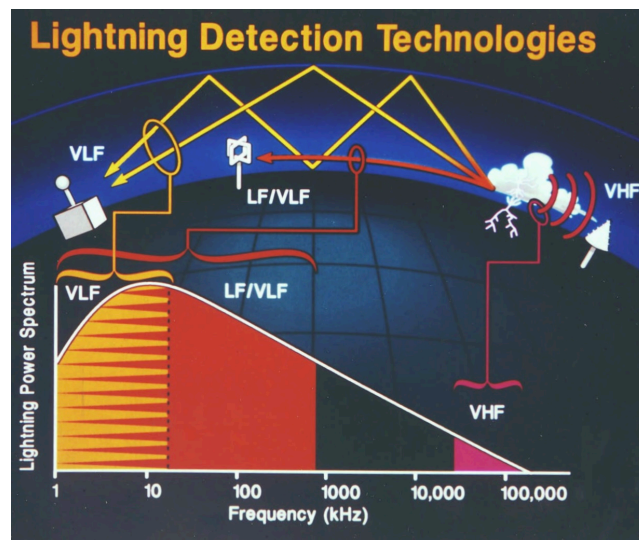 Lightning Detection Technologies
VLF
LF/VLF
VHF
VLF
LF/VLF
VHF
Lightning Power Spectrum
1
10
100
1000
10,000
100,000
Frequency (kHz)